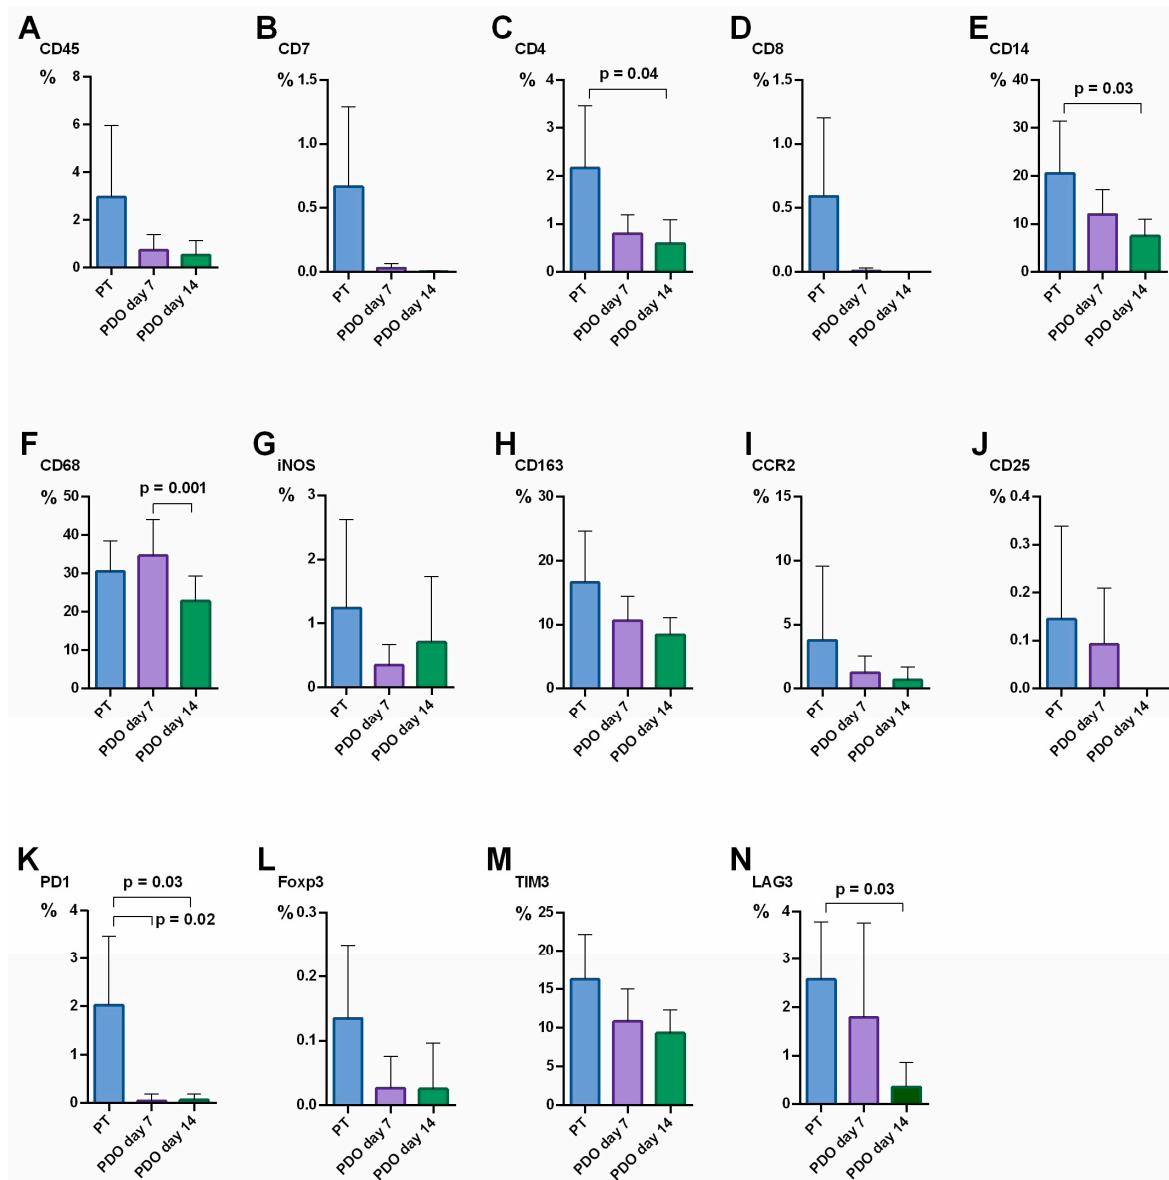 A B C D E
CD45 CD7 CD4 CD8 CD14
% % % % %
p = 0.04 p = 0.03
8 1.5 4 1.5 40
6 1.0 3 1.0 30
4 0.5 2 0.5 20
2 0.0 1 0.0 10
0 0 0
PT PT PT PT PT
PDO day 7 PDO day 7 PDO day 7 PDO day 7 PDO day 7
PDO day 14 PDO day 14 PDO day 14 PDO day 14 PDO day 14
F G H I J
CD68 iNOS CD163 CCR2 CD25
% % % % %
p = 0.001
50 3 30 15 0.4
40 2 20 10 0.3
30 1 10 5 0.2
20 0 0 0 0.1
10 0.0
0
PT PT PT PT PT
PDO day 7 PDO day 7 PDO day 7 PDO day 7 PDO day 7
PDO day 14 PDO day 14 PDO day 14 PDO day 14 PDO day 14
K L M N
PD1 Foxp3 TIM3 LAG3
p = 0.03 p = 0.03
% % % %
p = 0.02
4 0.3 25 4
3 0.2 20 3
2 0.1 15 2
1 0.0 10 1
0 5 0
0
PT PT PT PT
PDO day 7 PDO day 7 PDO day 7 PDO day 7
PDO day 14 PDO day 14 PDO day 14 PDO day 14